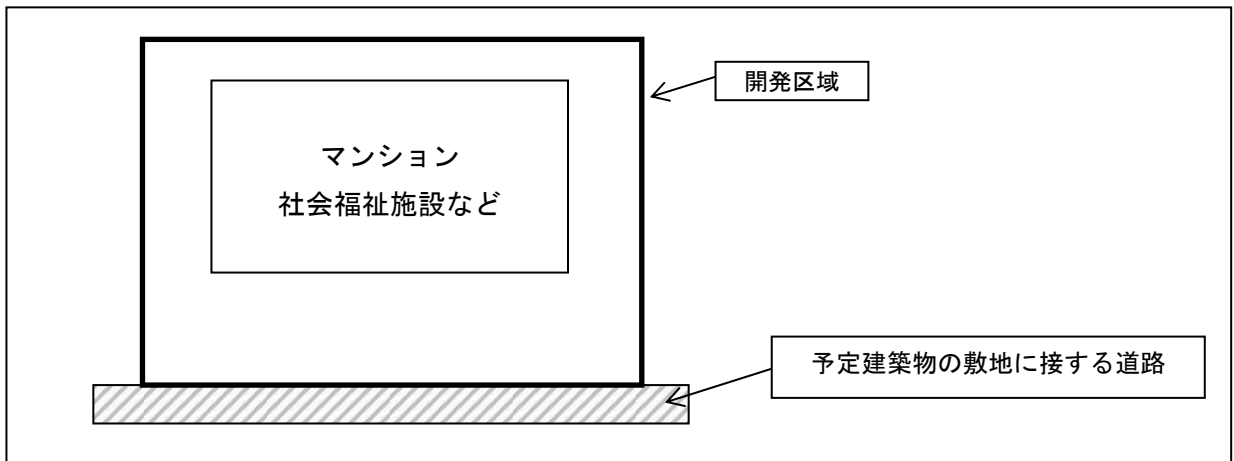 開発区域
マンション
社会福祉施設など
予定建築物の敷地に接する道路